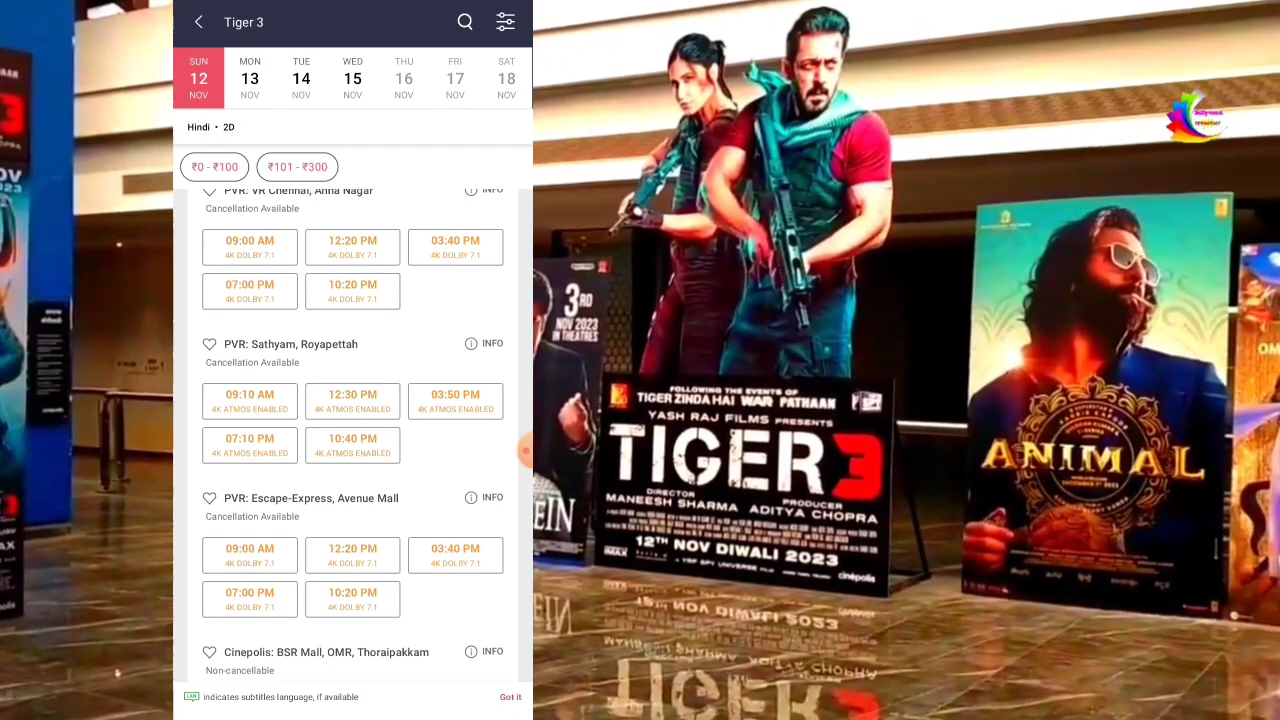 Tiger 3
SUN MON TUE WED THU FRI SAT
12 13 14 15 16 17 18
NOV NOV NOV NOV NOV NOV NOV
Hindi • 2D
₹0 - ₹100 ₹101 - ₹300
PVR: VR Chennai, Anna Nagar INFO
Cancellation Available
09:00 AM 12:20 PM 03:40 PM
4K DOLBY 7.1 4K DOLBY 7.1 4K DOLBY 7.1
07:00 PM 10:20 PM
4K DOLBY 7.1 4K DOLBY 7.1
PVR: Sathyam, Royapettah INFO
Cancellation Available
09:10 AM 12:30 PM 03:50 PM
4K ATMOS ENABLED 4K ATMOS ENABLED 4K ATMOS ENABLED
07:10 PM 10:40 PM
4K ATMOS ENABLED 4K ATMOS ENABLED
PVR: Escape-Express, Avenue Mall INFO
Cancellation Available
09:00 AM 12:20 PM 03:40 PM
4K DOLBY 7.1 4K DOLBY 7.1 4K DOLBY 7.1
07:00 PM 10:20 PM
4K DOLBY 7.1 4K DOLBY 7.1
Cinepolis: BSR Mall, OMR, Thoraipakkam INFO
Non-cancellable
LAN indicates subtitles language, if available Got it
3RD
NOV 2023
IN THEATRES
EIN
FOLLOWING THE EVENTS OF
TIGER ZINDA HAI WAR PATHAAN
YASH RAJ FILMS PRESENTS
TIGER 3
DIRECTOR PRODUCER
MANEESH SHARMA ADITYA CHOPRA
12TH NOV DIWALI 2023
IMAX
A YRF SPY UNIVERSE FILM
cinépolis
ANIMAL
OM